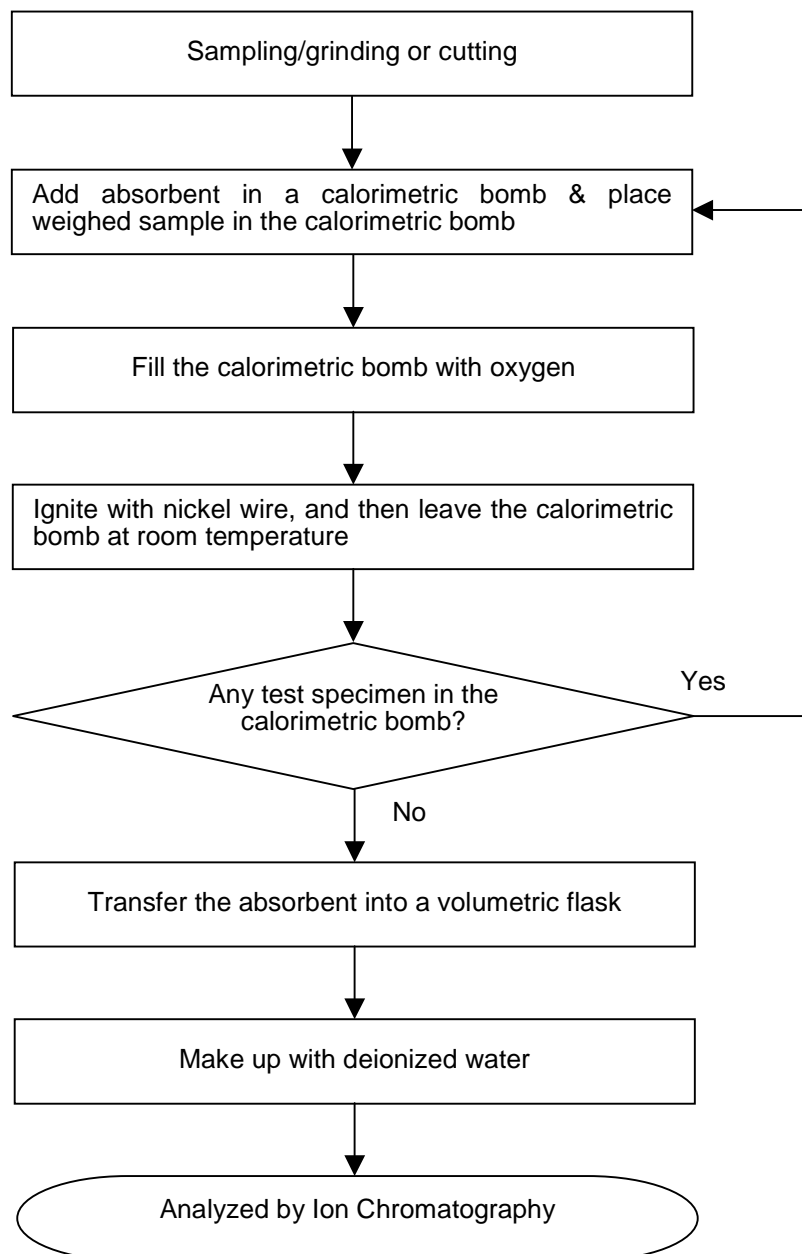 Sampling/grinding or cutting
Add absorbent in a calorimetric bomb & place
weighed sample in the calorimetric bomb
Fill the calorimetric bomb with oxygen
Ignite with nickel wire, and then leave the calorimetric
bomb at room temperature
Any test specimen in the
calorimetric bomb?
Yes
No
Transfer the absorbent into a volumetric flask
Make up with deionized water
Analyzed by Ion Chromatography